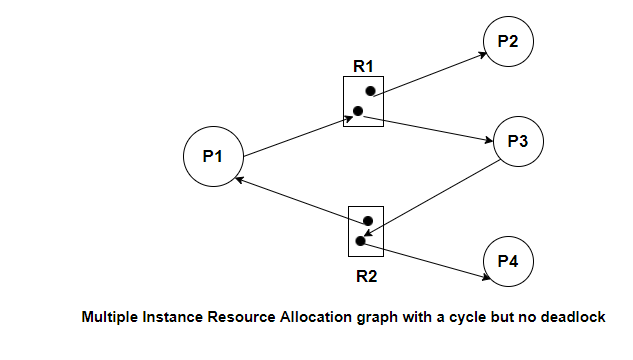 P2
R1
P1
P3
P4
R2
Multiple Instance Resource Allocation graph with a cycle but no deadlock